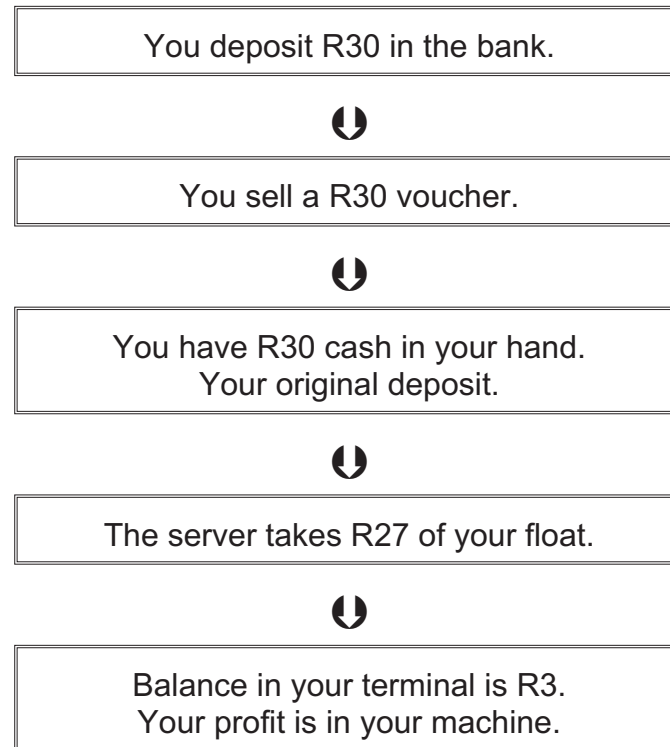 You deposit R30 in the bank.
You sell a R30 voucher.
You have R30 cash in your hand.
Your original deposit.
The server takes R27 of your float.
Balance in your terminal is R3.
Your profit is in your machine.